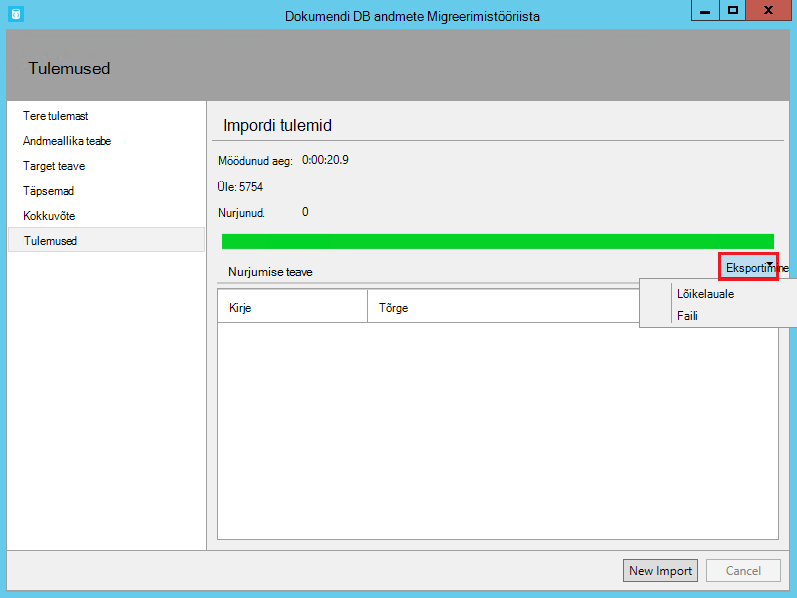 Dokumendi DB andmete Migreerimistööriista
Tulemused
Tere tulemast
Andmeallika teabe
Target teave
Täpsemad
Kokkuvõte
Tulemused
Impordi tulemid
Möödunud aeg: 0:00:20.9
Üle: 5754
Nurjunud. 0
Nurjumise teave
Eksportimine
Lõikelauale
Faili
Kirje Tõrge
New Import Cancel